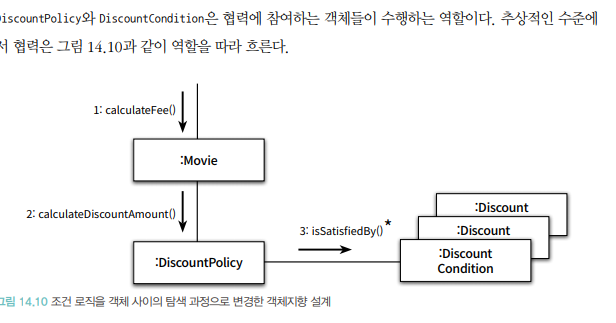 DiscountPolicy와 DiscountCondition은 협력에 참여하는 객체들이 수행하는 역할이다. 추상적인 수준에
서 협력은 그림 14.10과 같이 역할을 따라 흐른다.
1: calculateFee()
:Movie
2: calculateDiscountAmount()
3: isSatisfiedBy()*
:Discount
:Discount
:DiscountPolicy
:Discount
Condition
그림 14.10 조건 로직을 객체 사이의 탐색 과정으로 변경한 객체지향 설계